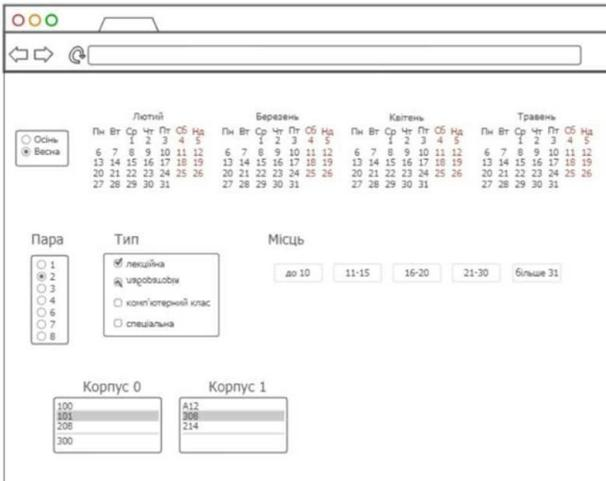 Лютий Березень Квітень Травень
Пн Вт Ср Чт Пт Сб Нд Пн Вт Ср Чт Пт Сб Нд Пн Вт Ср Чт Пт Сб Нд Пн Вт Ср Чт Пт Сб Нд
Осінь
Весна
1 2 3 4 5 1 2 3 4 5 1 2 3 4 5 1 2 3 4 5
6 7 8 9 10 11 12 6 7 8 9 10 11 12 6 7 8 9 10 11 12 6 7 8 9 10 11 12
13 14 15 16 17 18 19 13 14 15 16 17 18 19 13 14 15 16 17 18 19 13 14 15 16 17 18 19
20 21 22 23 24 25 26 20 21 22 23 24 25 26 20 21 22 23 24 25 26 20 21 22 23 24 25 26
27 28 29 30 31 27 28 29 30 31 27 28 29 30 31 27 28 29 30 31
Пара
1
2
3
4
6
7
8
Тип
лекційна
лабораторія
комп'ютерний клас
спеціальна
Місць
до 10 11-15 16-20 21-30 більше 31
Корпус 0
100
101
208
300
Корпус 1
А12
308
214